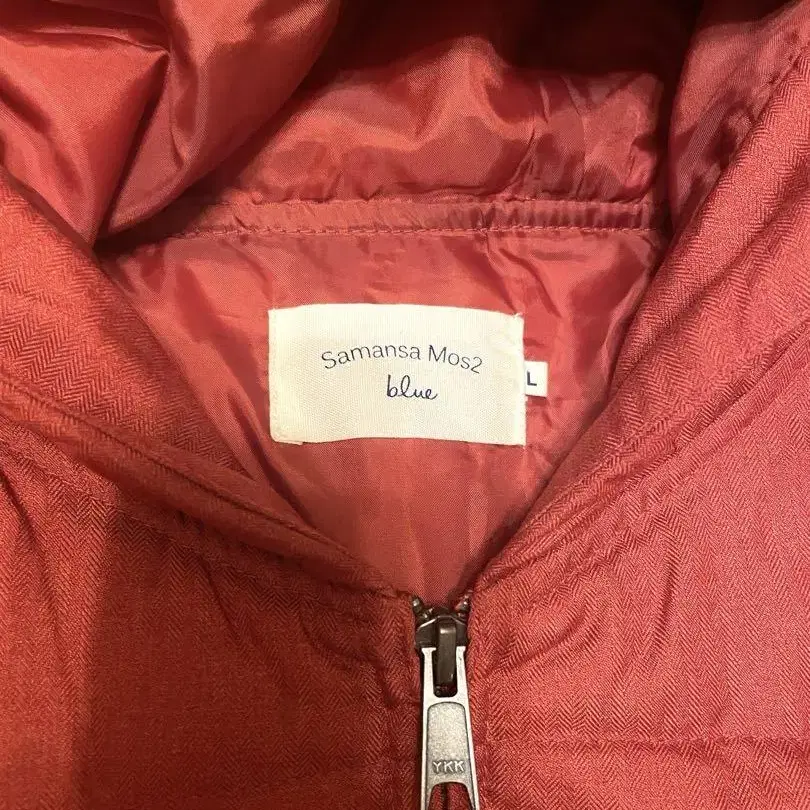 Samansa Mos2
blue
L
YKK